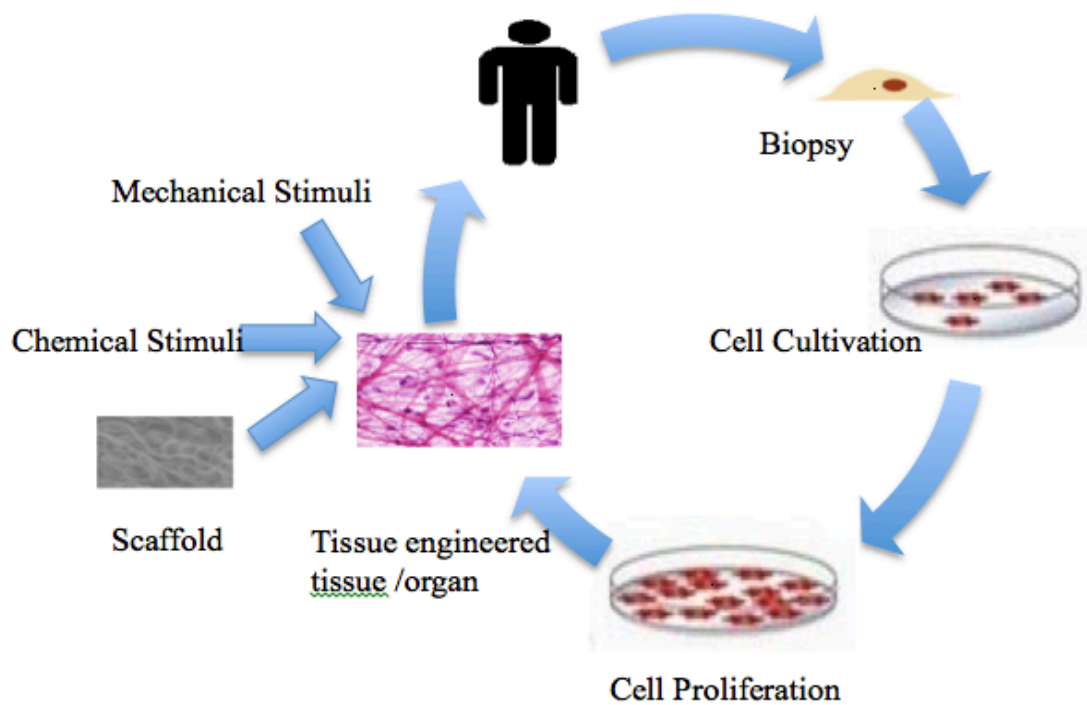 Biopsy
Mechanical Stimuli
Chemical Stimuli
Cell Cultivation
Scaffold
Tissue engineered
tissue /organ
Cell Proliferation